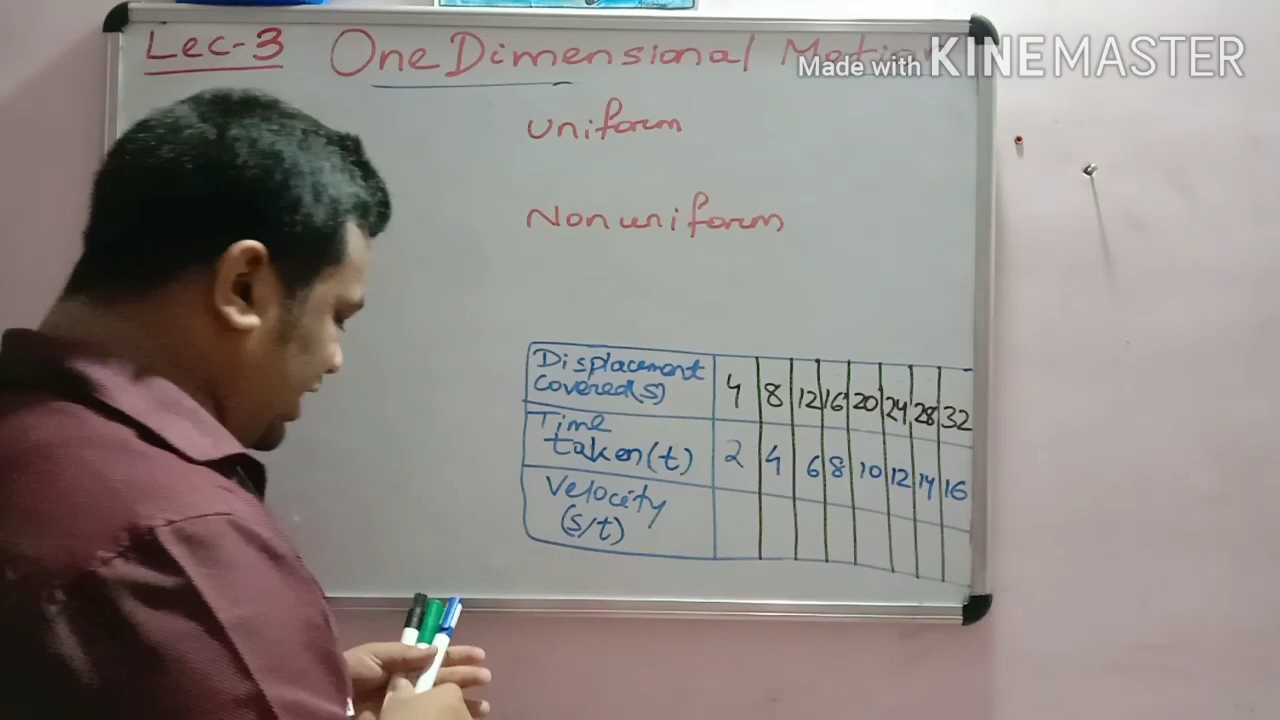 Lec-3 One Dimensional Motion
Made with KINEMASTER
Uniform
Nonuniform
Displacement covered(s) 4 8 12 16 20 24 28 32
Time taken(t) 2 4 6 8 10 12 14 16
Velocity (s/t)